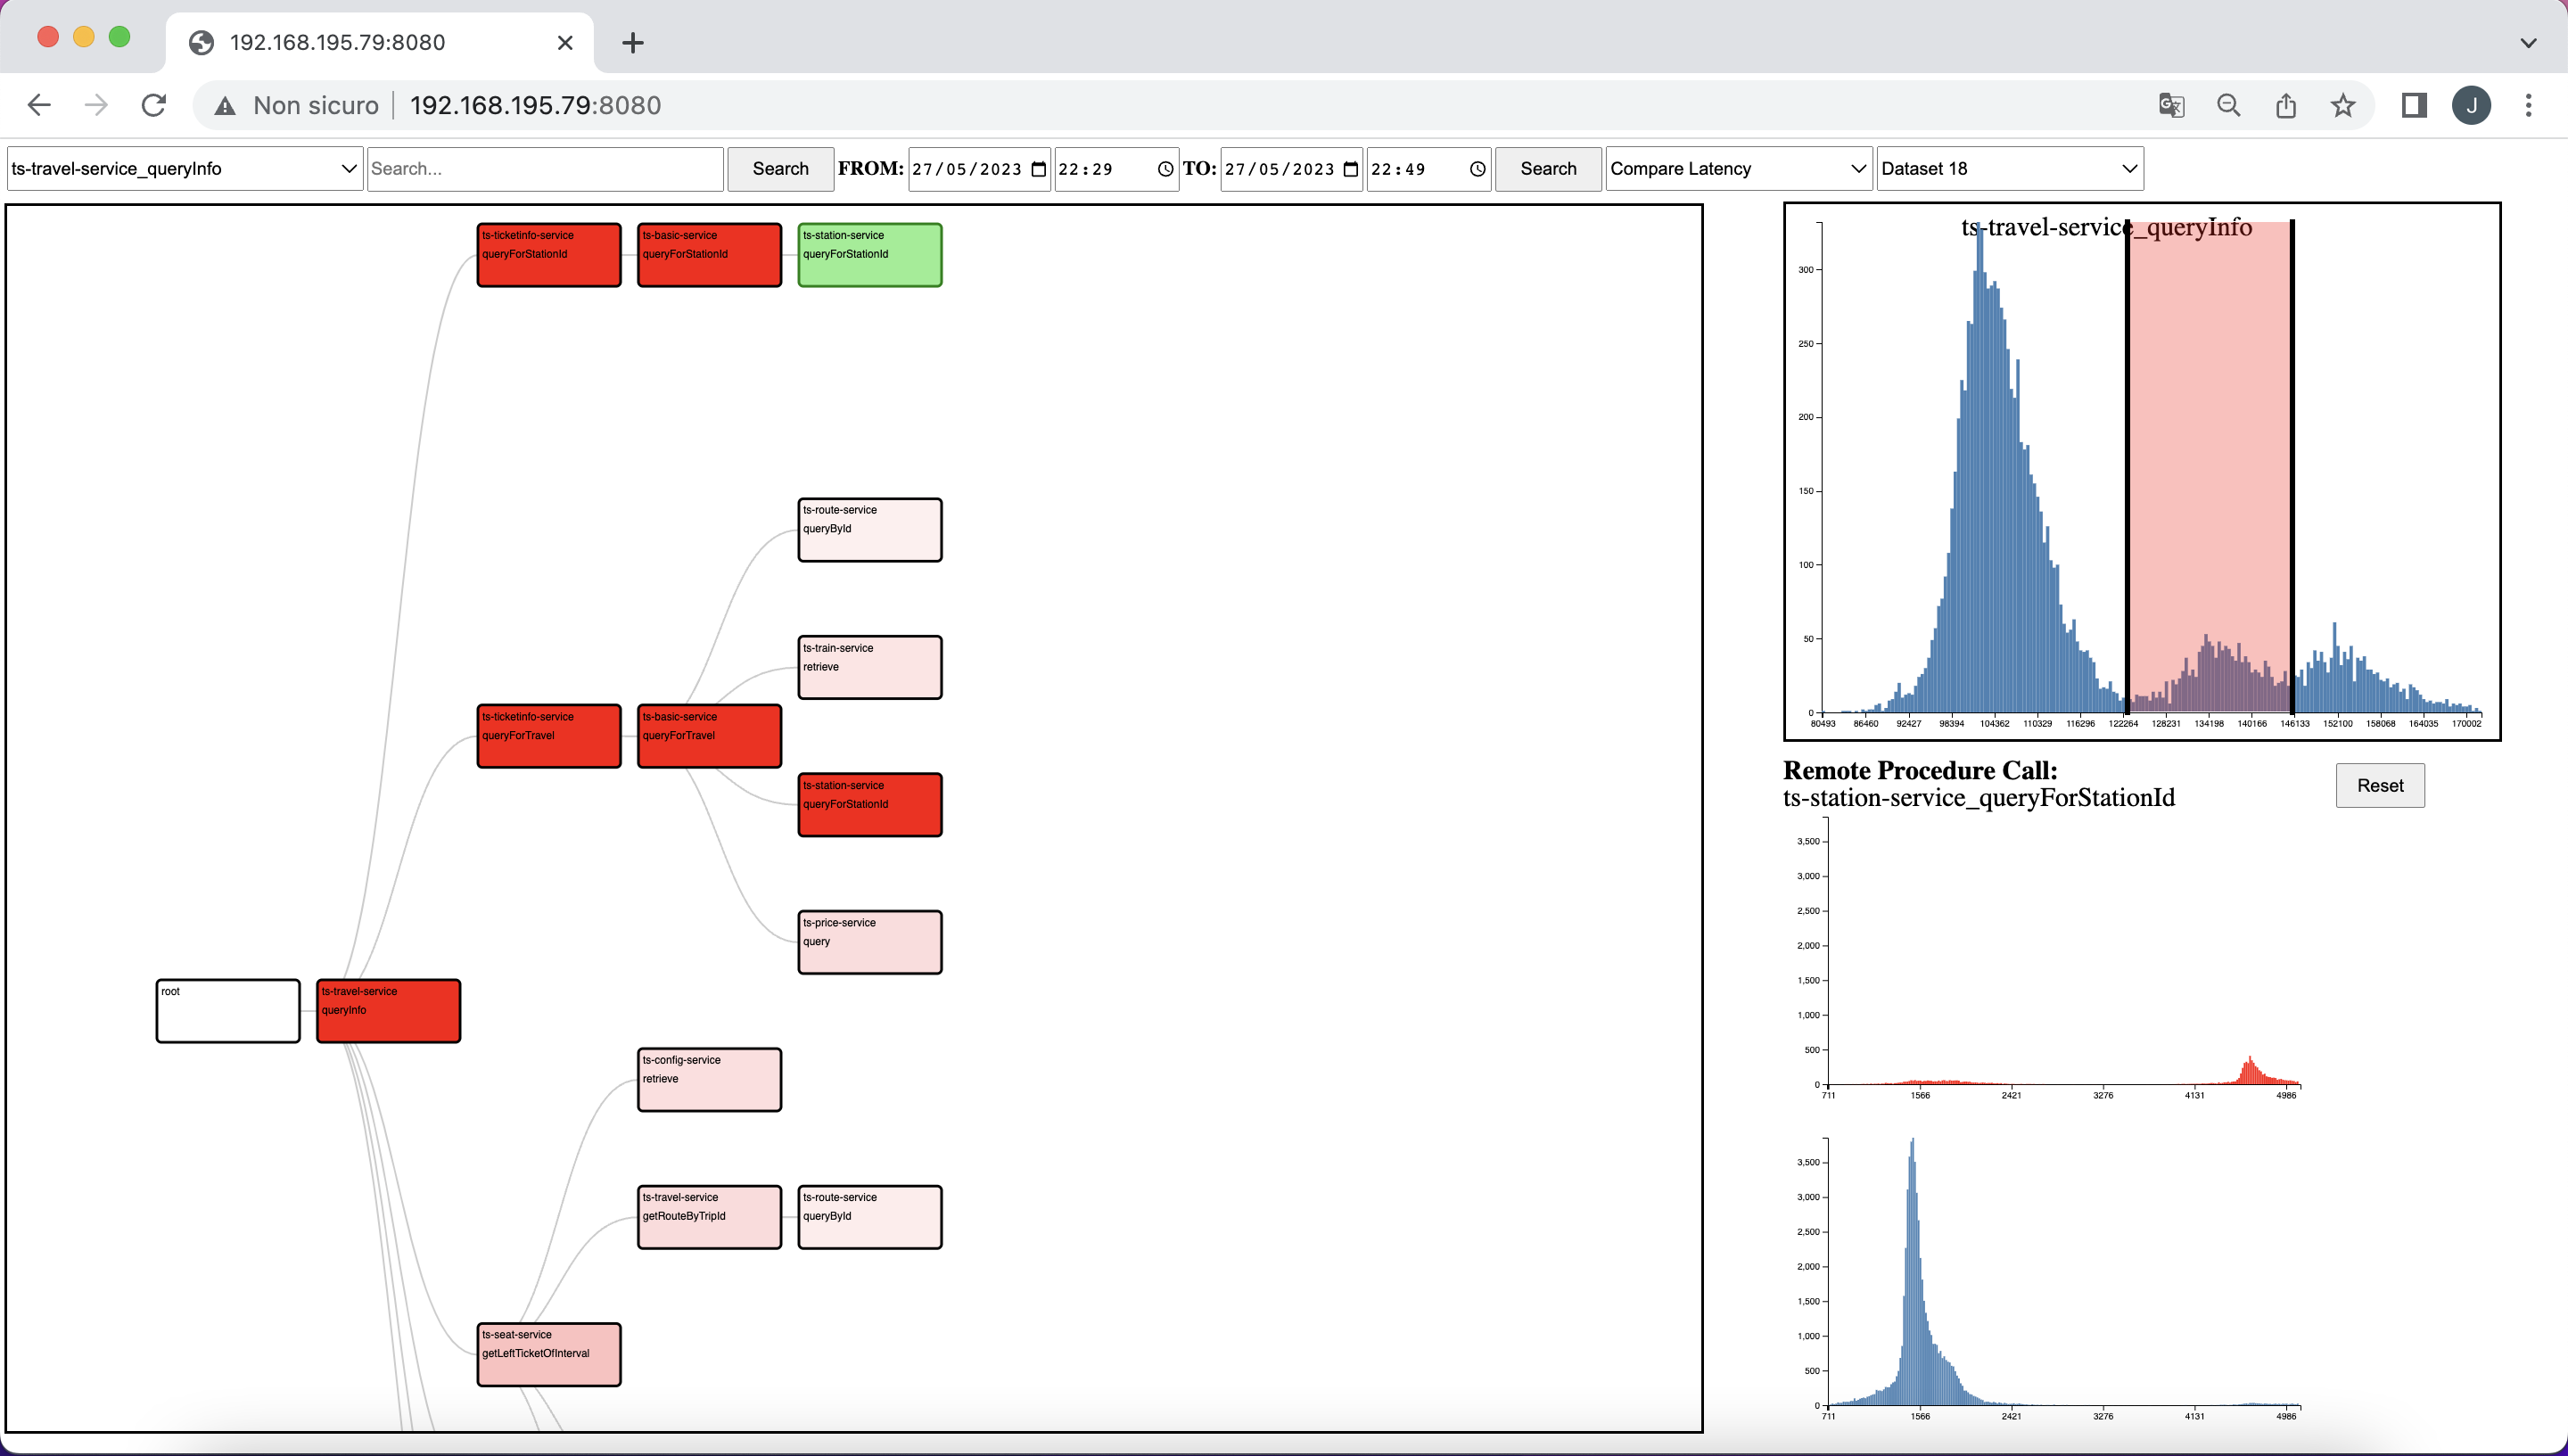 192.168.195.79:8080
Non sicuro 192.168.195.79:8080
J
ts-travel-service_queryInfo Search... Search FROM: 27/05/2023 22:29 TO: 27/05/2023 22:49 Search Compare Latency Dataset 18
ts-ticketinfo-service
queryForStationId
ts-basic-service
queryForStationId
ts-station-service
queryForStationId
ts-route-service
queryById
ts-train-service
retrieve
ts-ticketinfo-service
queryForTravel
ts-basic-service
queryForTravel
ts-station-service
queryForStationId
ts-price-service
query
root
ts-travel-service
queryInfo
ts-config-service
retrieve
ts-travel-service
getRouteByTripId
ts-route-service
queryById
ts-seat-service
getLeftTicketOfInterval
ts-travel-service_queryInfo
300
250
200
150
100
50
0
80493 86460 92427 98394 104362 110329 116296 122264 128231 134198 140166 146133 152100 158068 164035 170002
Remote Procedure Call:
ts-station-service_queryForStationId
Reset
3,500
3,000
2,500
2,000
1,500
1,000
500
0
711 1566 2421 3276 4131 4986
3,500
3,000
2,500
2,000
1,500
1,000
500
0
711 1566 2421 3276 4131 4986